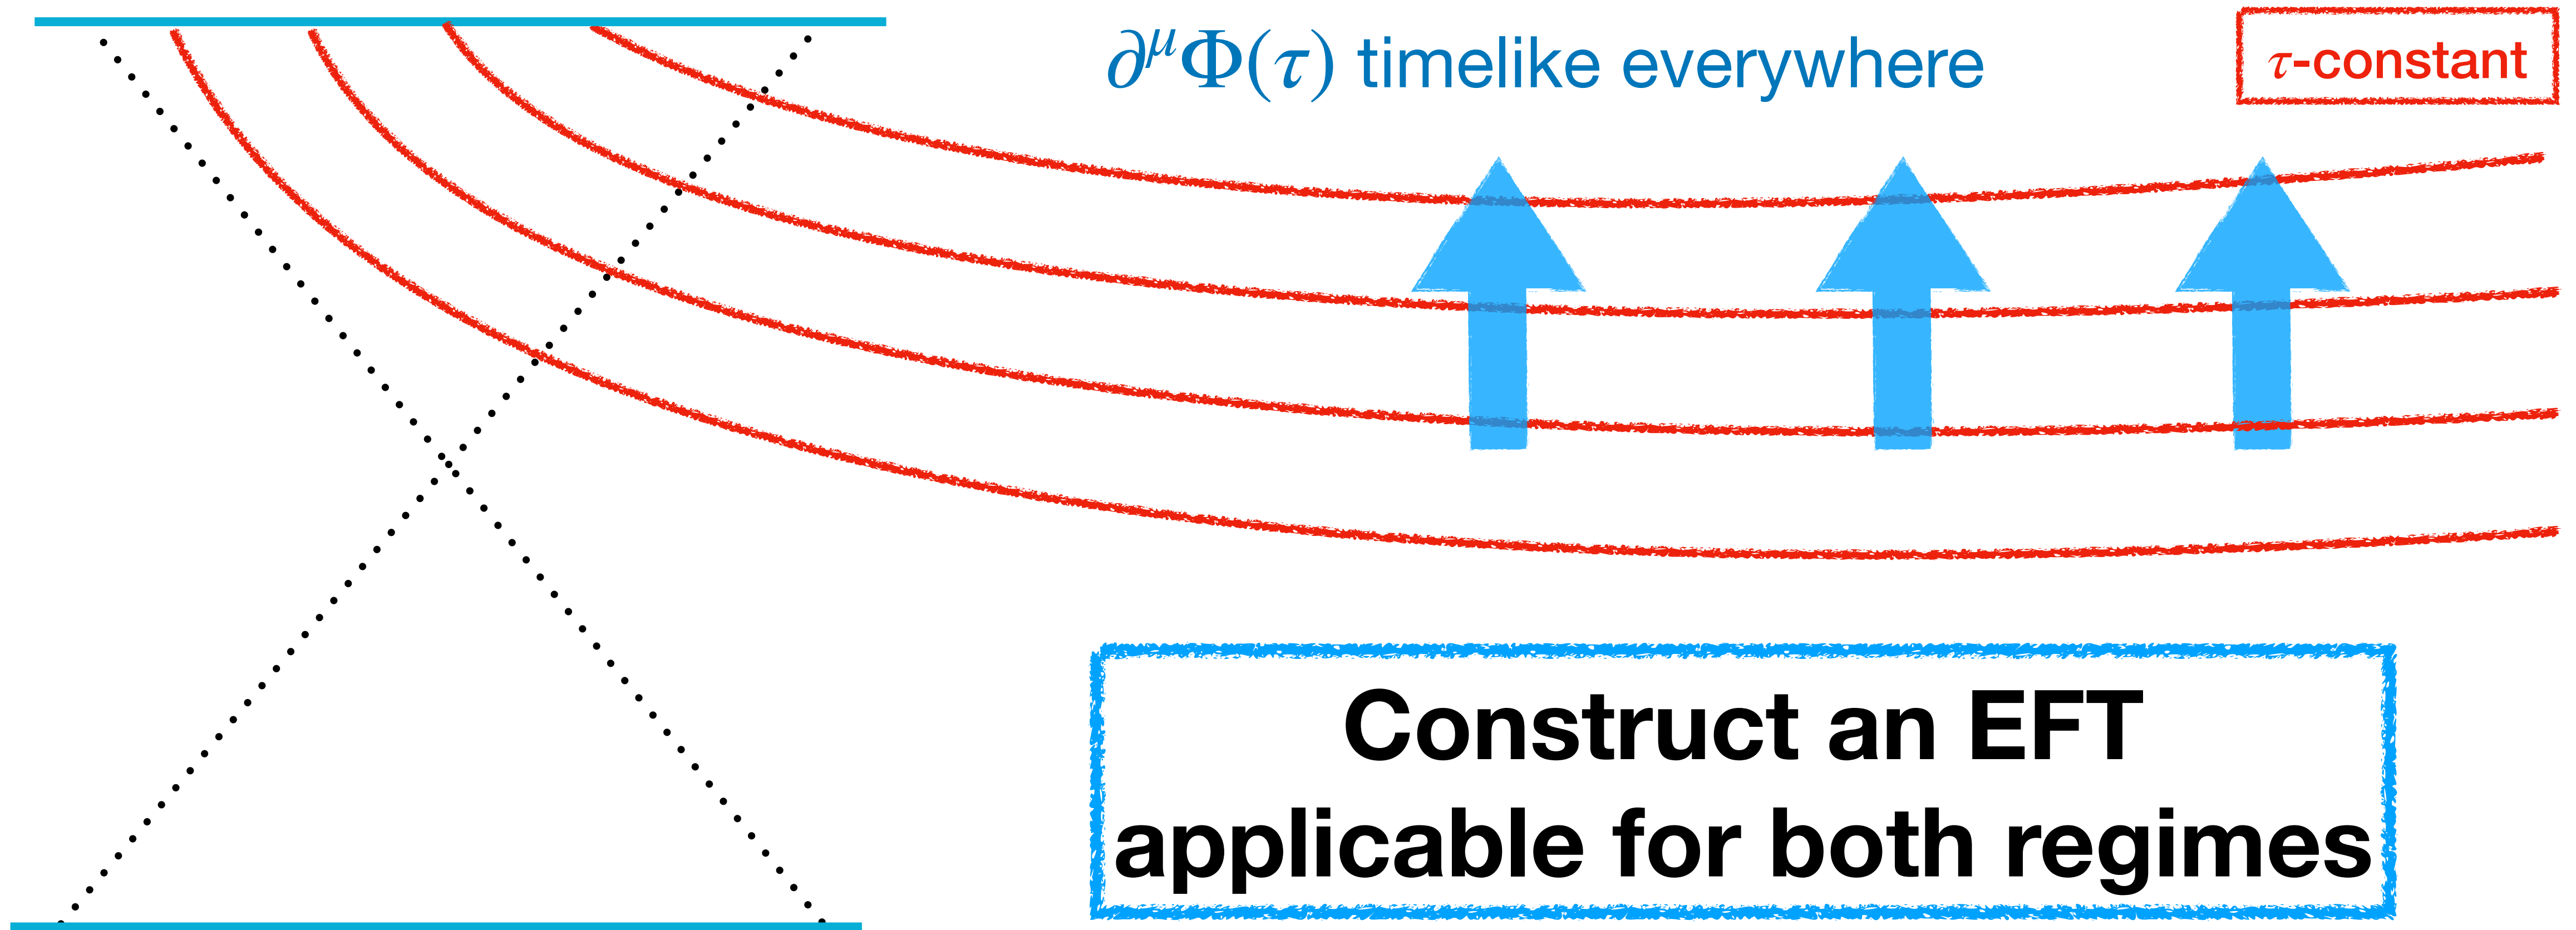 ∂^μΦ(τ) timelike everywhere
τ-constant
Construct an EFT
applicable for both regimes